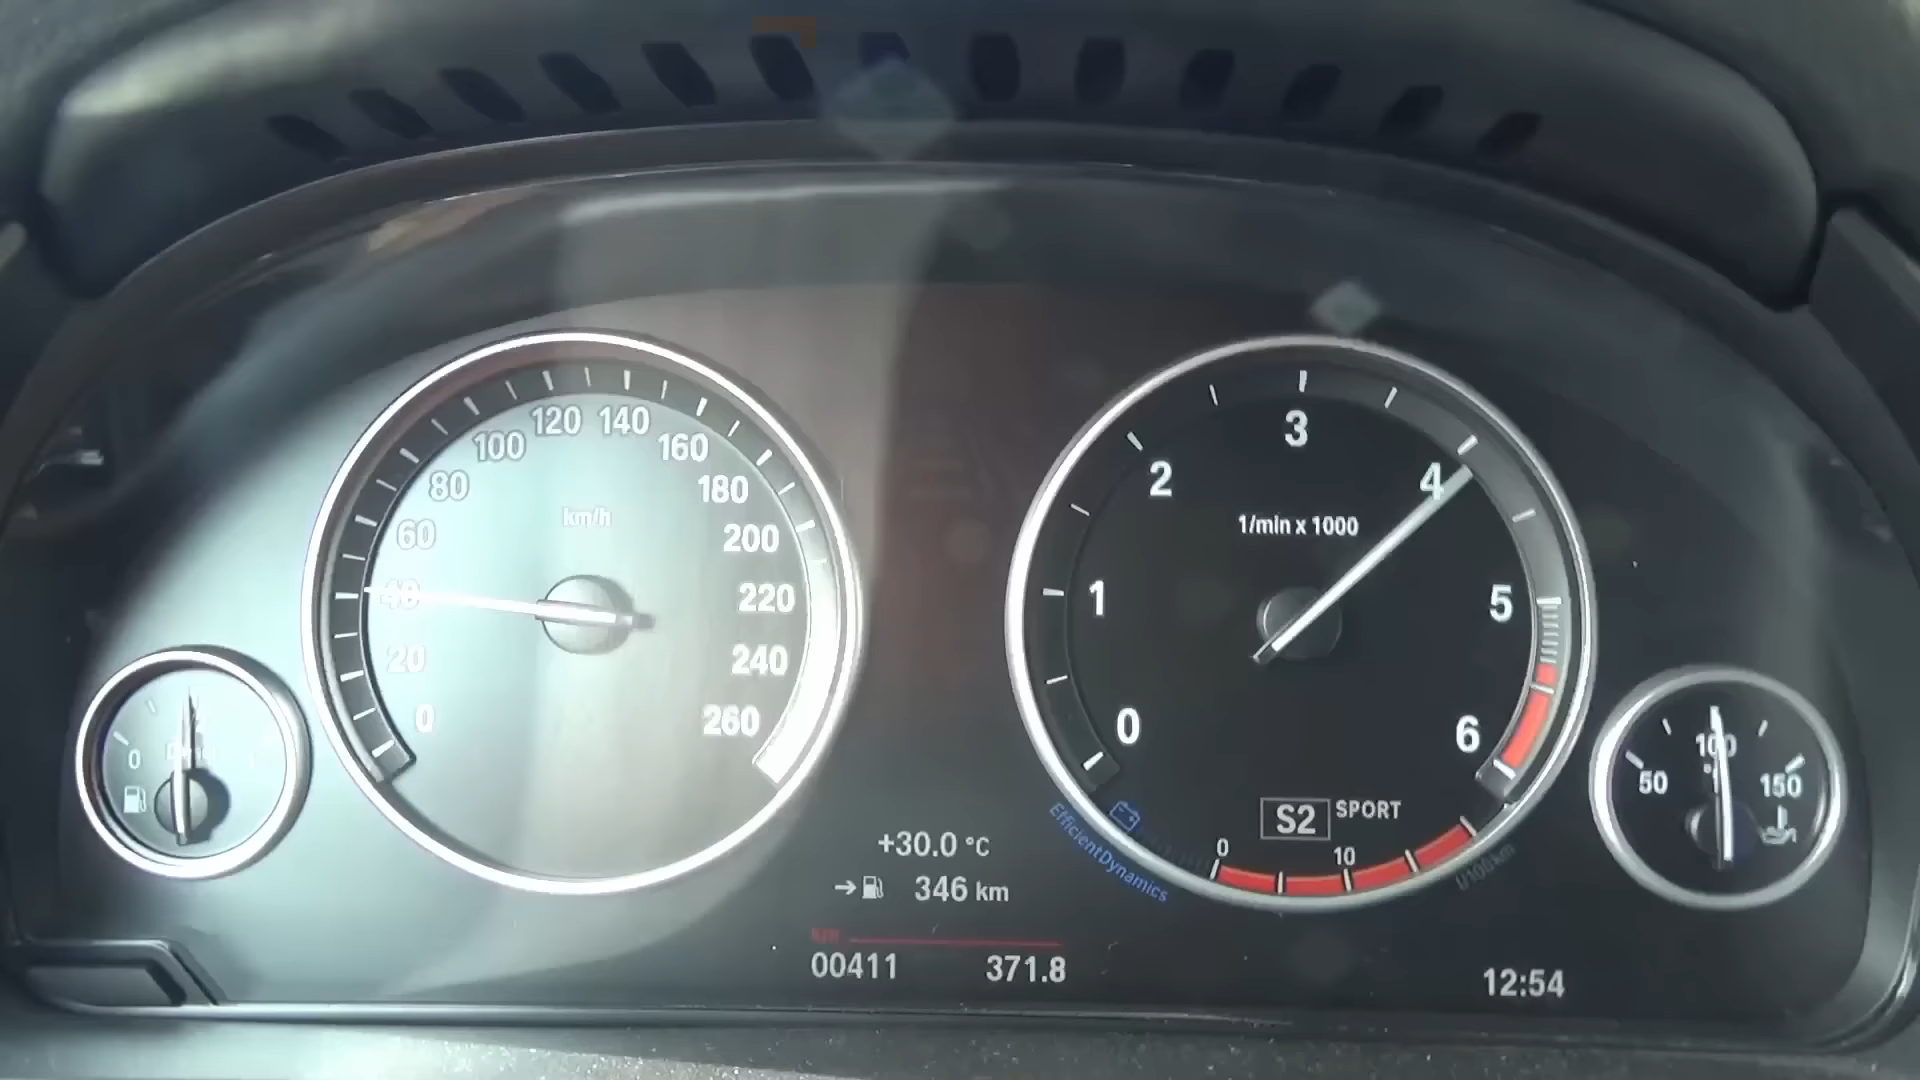 120 140
100 160
80 180
km/h
60 200
40 220
20 240
0 260
3
2 4
1/min x 1000
1 5
0 6
S2 SPORT
0 10
EfficientDynamics
l/100km
0
50 100 150
+30.0 °C
346 km
00411 371.8
12:54